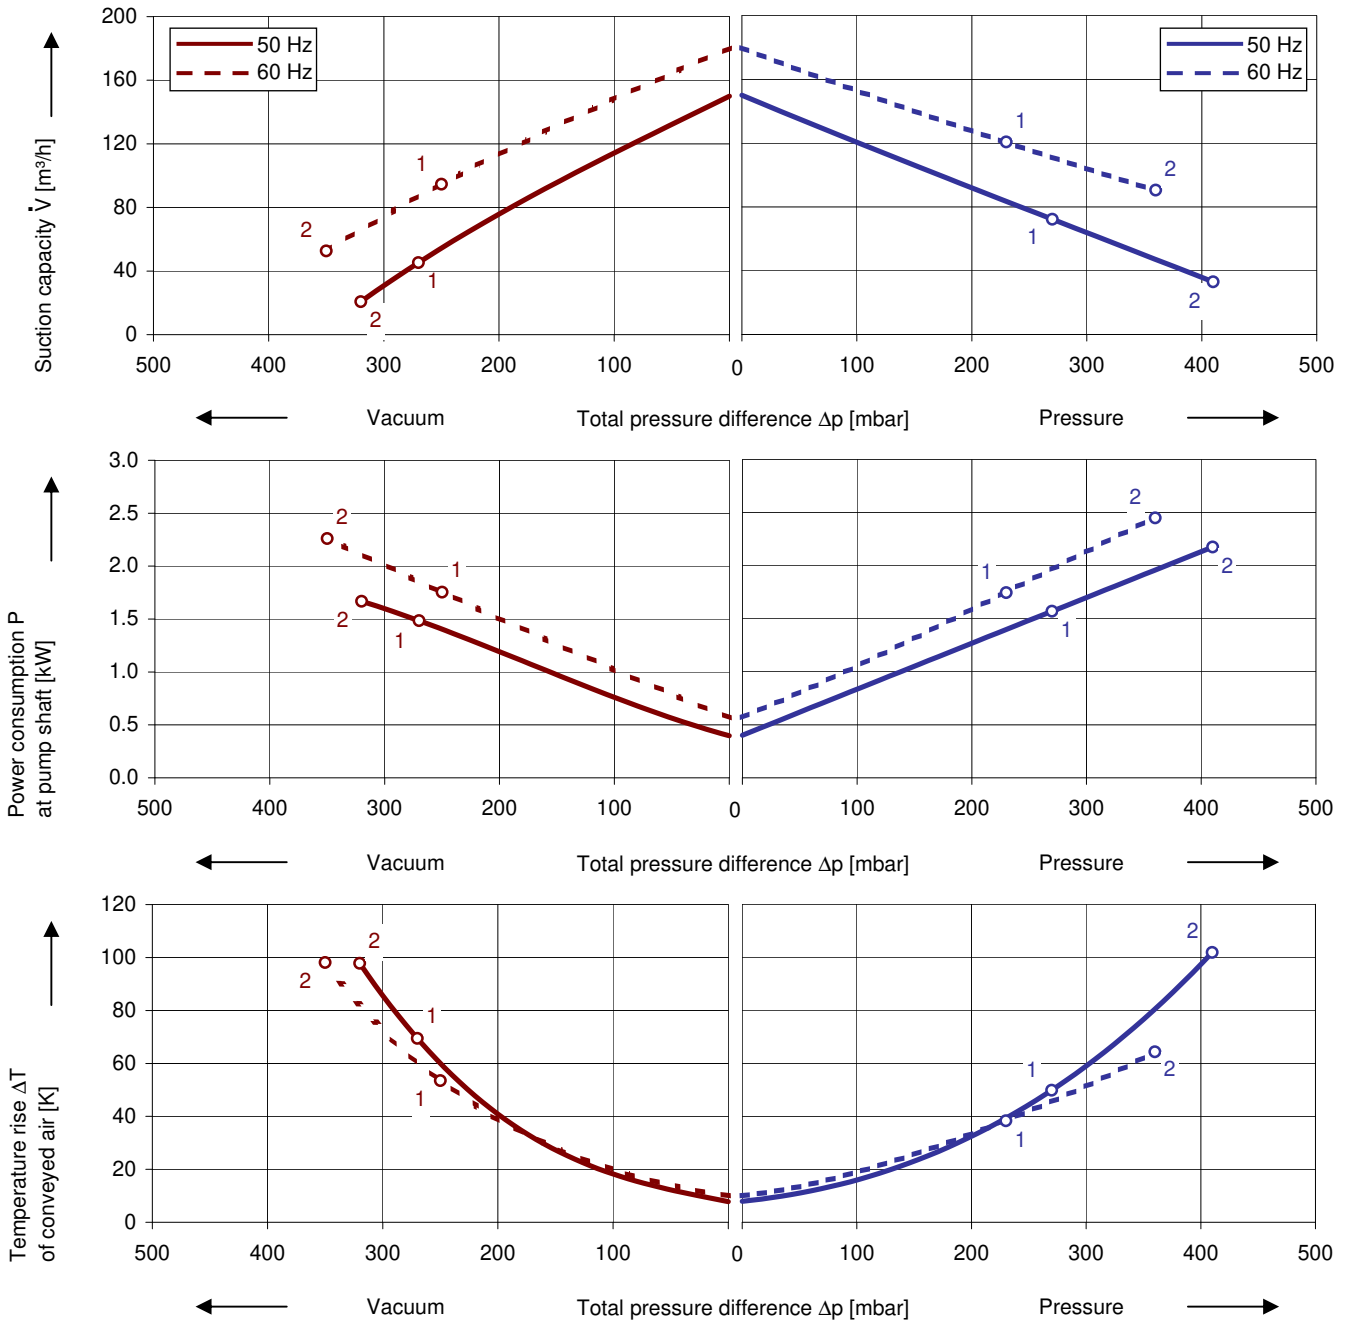 200
160
120
80
40
0
Suction capacity V̇ [m³/h]
50 Hz
60 Hz
50 Hz
60 Hz
1
2
1
2
1
2
1
2
500 400 300 200 100 0 100 200 300 400 500
Vacuum Total pressure difference Δp [mbar] Pressure
3.0
2.5
2.0
1.5
1.0
0.5
0.0
Power consumption P
at pump shaft [kW]
2
1
2
1
2
1
2
1
500 400 300 200 100 0 100 200 300 400 500
Vacuum Total pressure difference Δp [mbar] Pressure
120
100
80
60
40
20
0
Temperature rise ΔT
of conveyed air [K]
2
2
1
1
2
1
2
1
500 400 300 200 100 0 100 200 300 400 500
Vacuum Total pressure difference Δp [mbar] Pressure